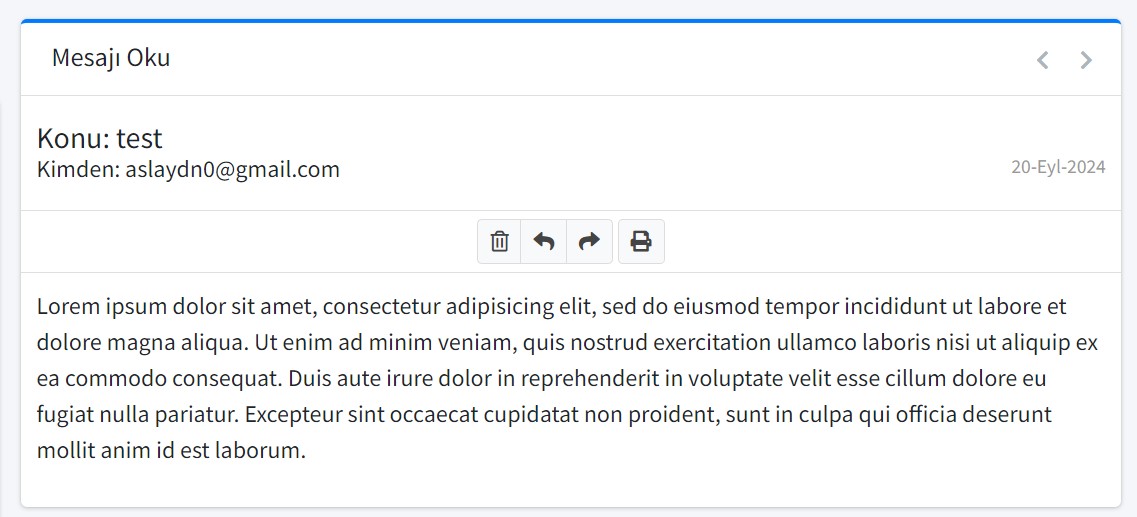 Mesajı Oku
Konu: test
Kimden: aslaydn0@gmail.com
20-Eyl-2024
Lorem ipsum dolor sit amet, consectetur adipisicing elit, sed do eiusmod tempor incididunt ut labore et
dolore magna aliqua. Ut enim ad minim veniam, quis nostrud exercitation ullamco laboris nisi ut aliquip ex
ea commodo consequat. Duis aute irure dolor in reprehenderit in voluptate velit esse cillum dolore eu
fugiat nulla pariatur. Excepteur sint occaecat cupidatat non proident, sunt in culpa qui officia deserunt
mollit anim id est laborum.